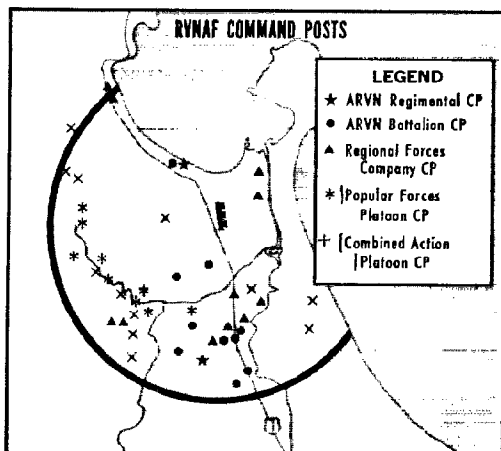 RVNAF COMMAND POSTS
LEGEND
ARVN Regimental CP
ARVN Battalion CP
Regional Forces
Company CP
Popular Forces
Platoon CP
Combined Action
Platoon CP
1